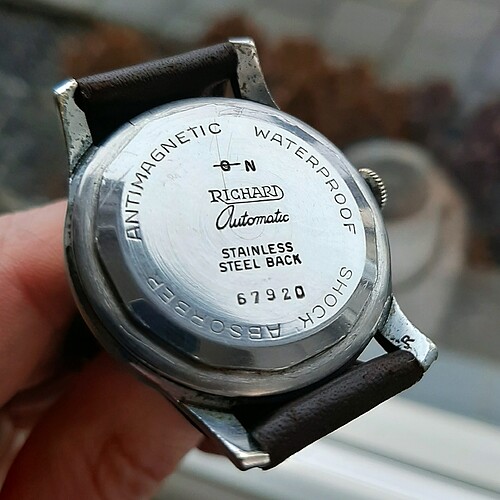 ANTIMAGNETIC WATERPROOF
SHOCK ABSORBER
RICHARD
Automatic
STAINLESS
STEEL BACK
67920